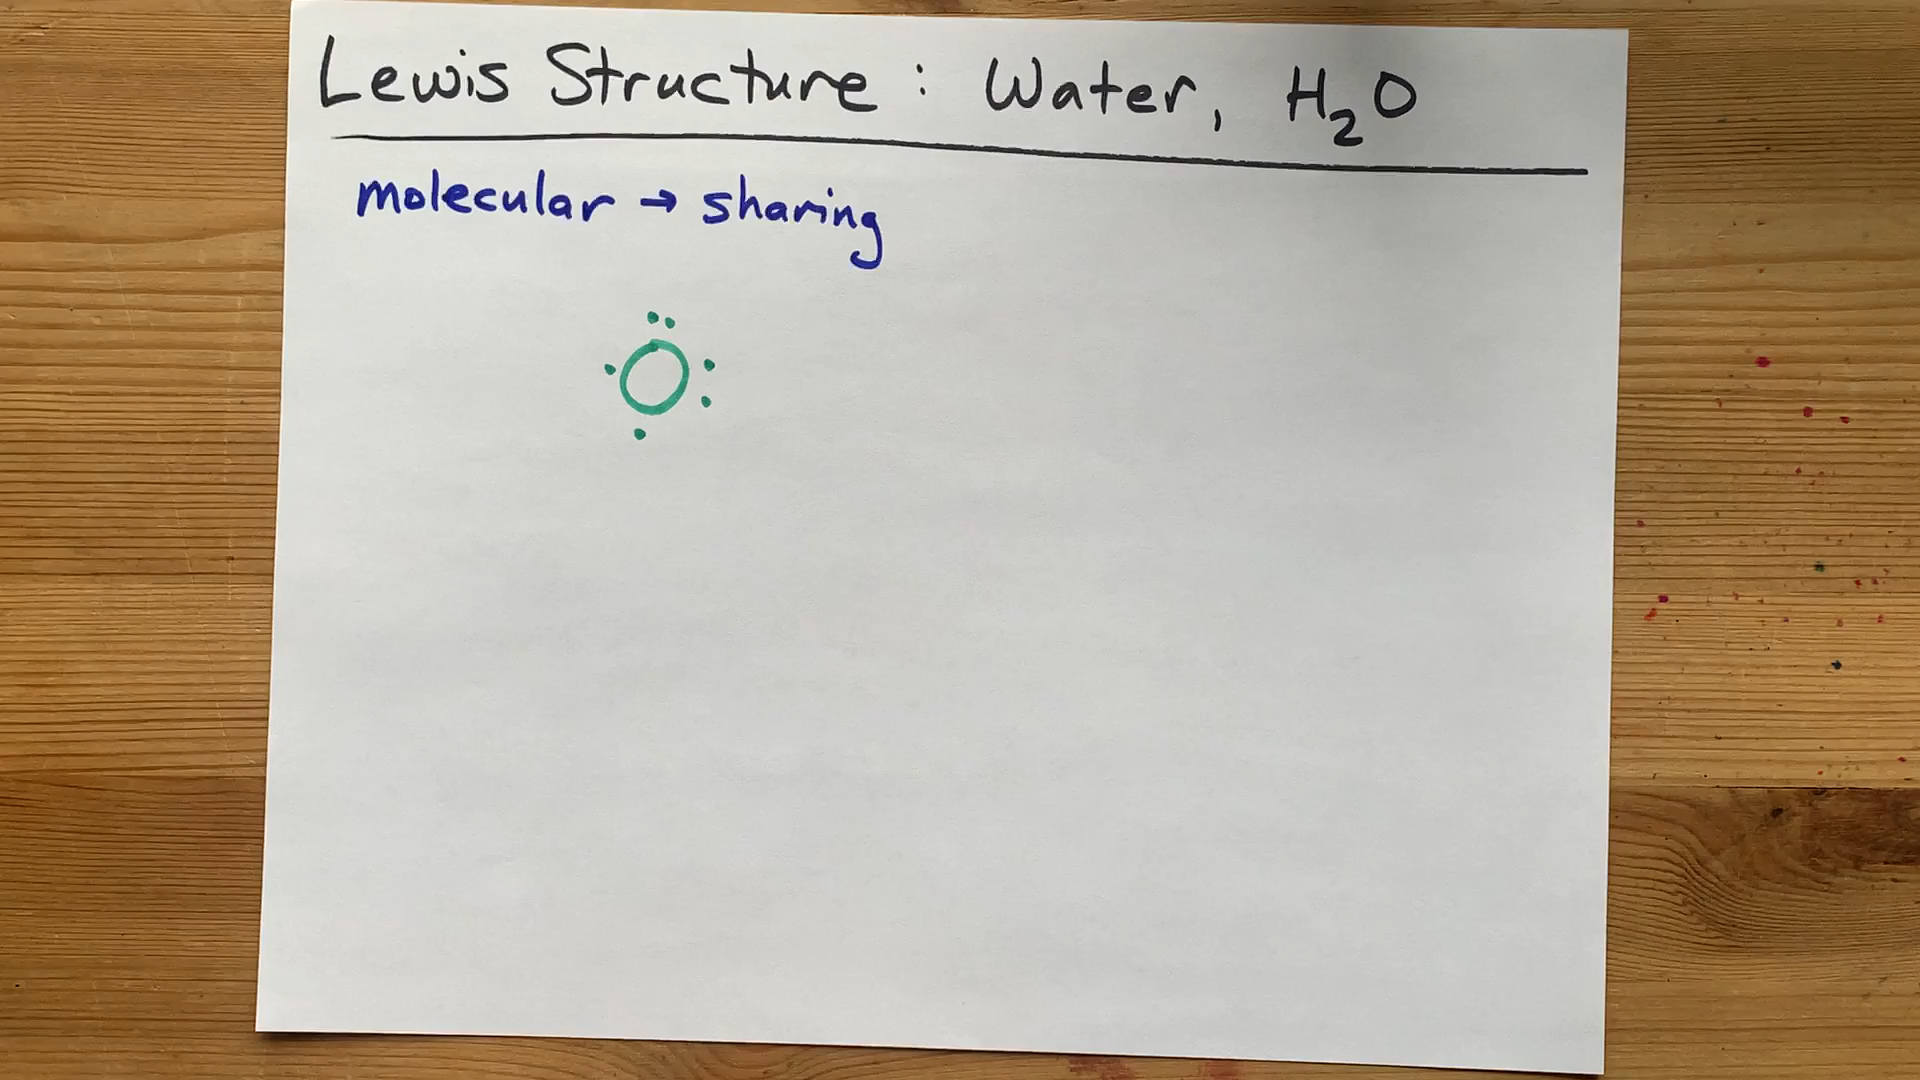 Lewis Structure : Water, H₂O
molecular → sharing
O